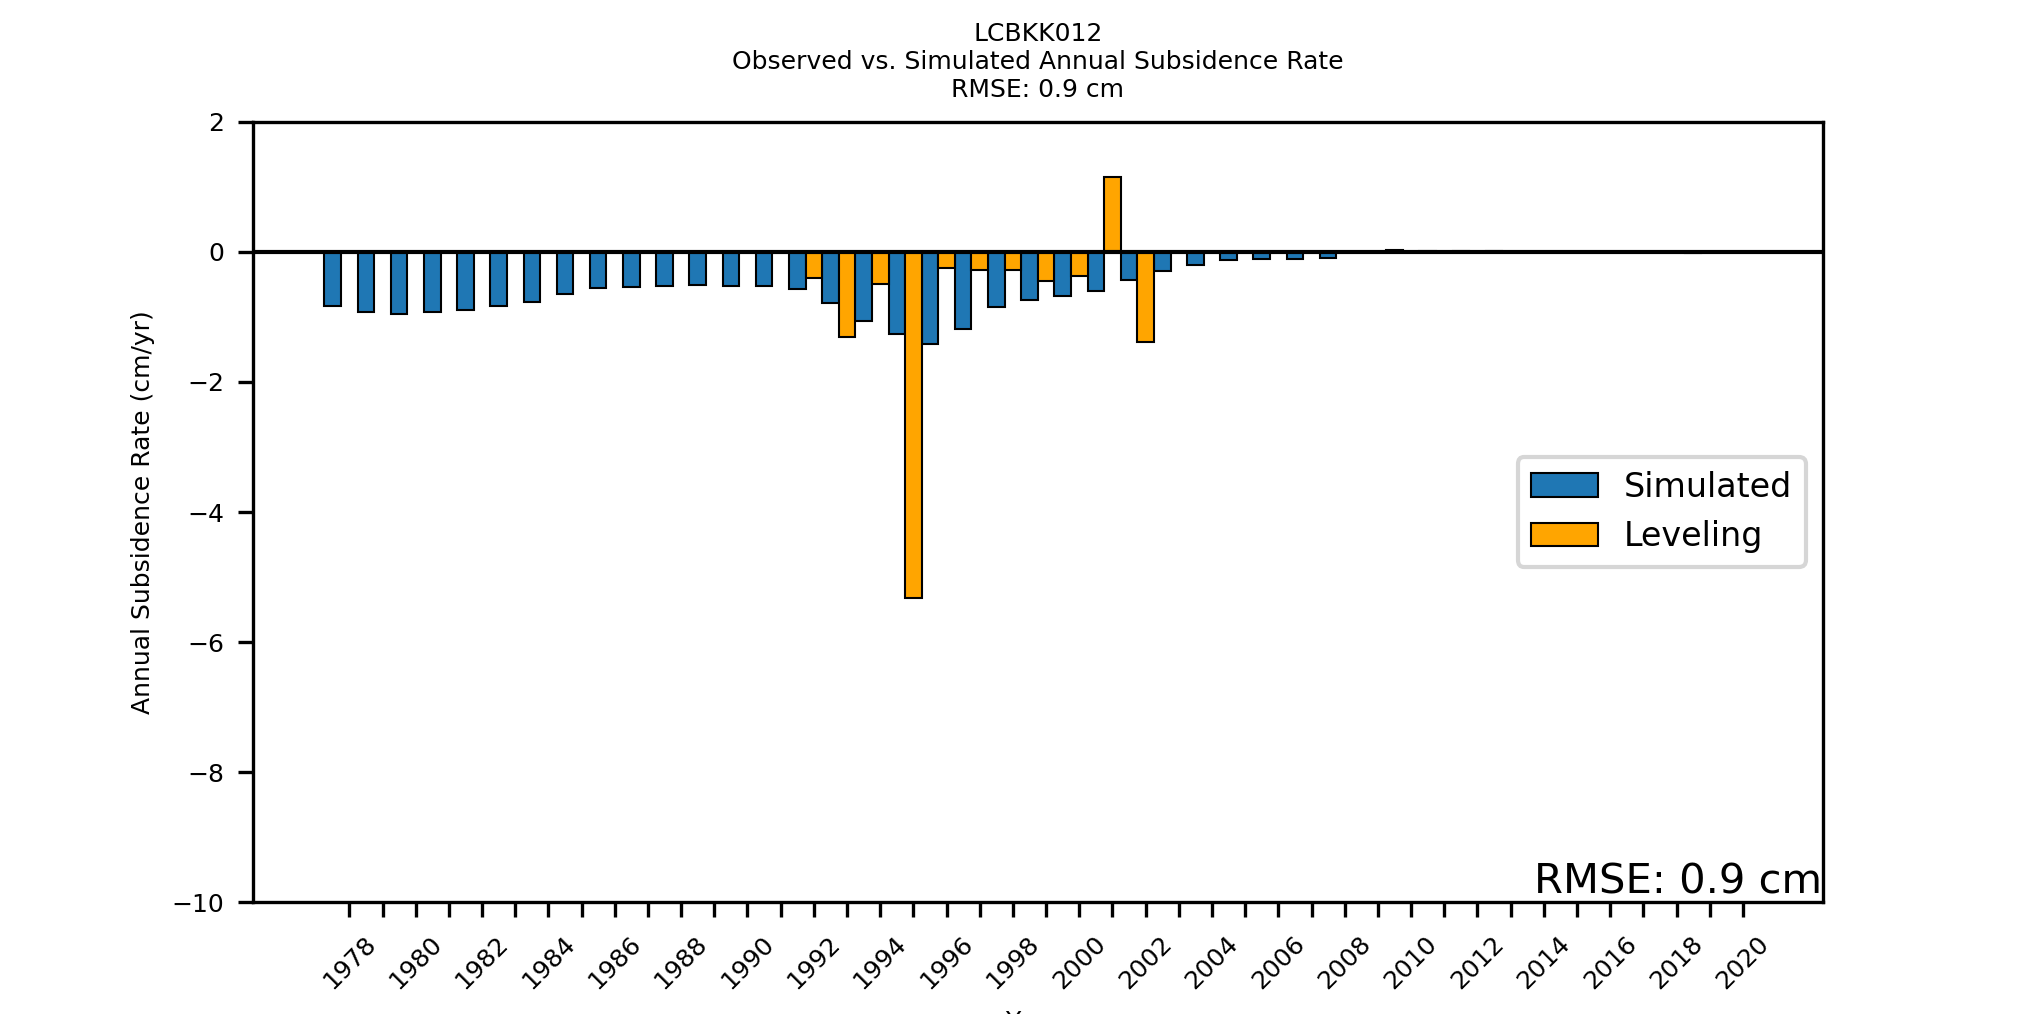 LCBKK012
Observed vs. Simulated Annual Subsidence Rate
RMSE: 0.9 cm
2
0
−2
−4
−6
−8
−10
Annual Subsidence Rate (cm/yr)
Simulated
Leveling
RMSE: 0.9 cm
1978 1980 1982 1984 1986 1988 1990 1992 1994 1996 1998 2000 2002 2004 2006 2008 2010 2012 2014 2016 2018 2020